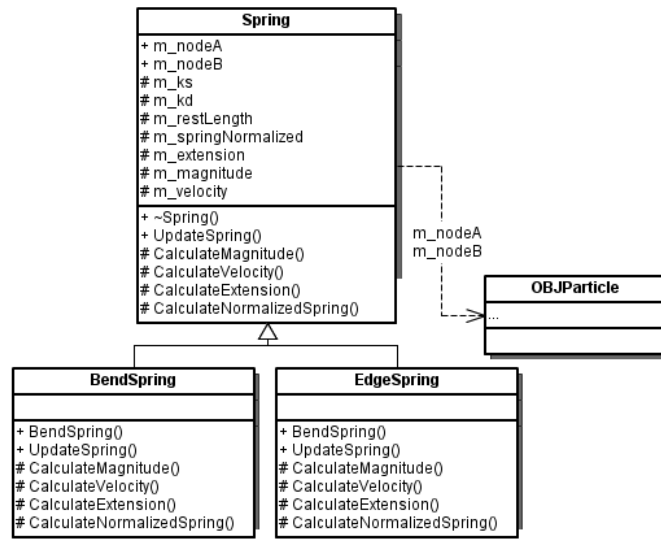 Spring
+ m_nodeA
+ m_nodeB
# m_ks
# m_kd
# m_restLength
# m_springNormalized
# m_extension
# m_magnitude
# m_velocity
+ ~Spring()
+ UpdateSpring()
# CalculateMagnitude()
# CalculateVelocity()
# CalculateExtension()
# CalculateNormalizedSpring()
m_nodeA
m_nodeB
OBJParticle
...
BendSpring
+ BendSpring()
+ UpdateSpring()
# CalculateMagnitude()
# CalculateVelocity()
# CalculateExtension()
# CalculateNormalizedSpring()
EdgeSpring
+ BendSpring()
+ UpdateSpring()
# CalculateMagnitude()
# CalculateVelocity()
# CalculateExtension()
# CalculateNormalizedSpring()